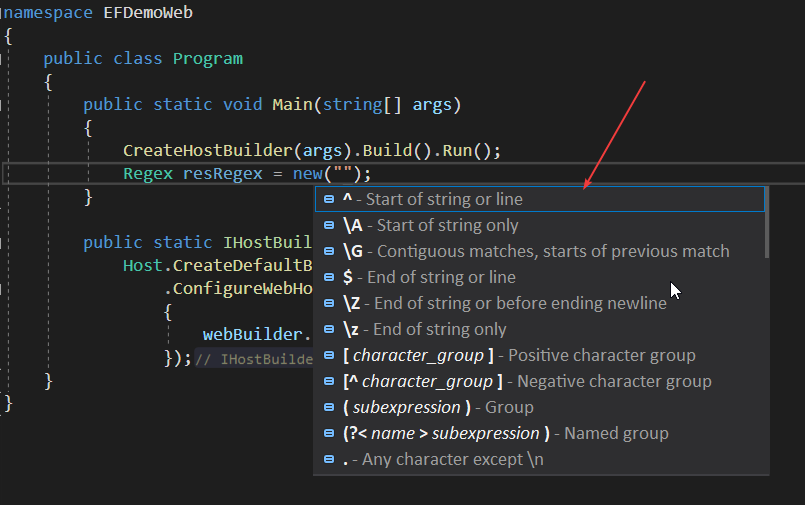 namespace EFDemoWeb
{
public class Program
{
public static void Main(string[] args)
{
CreateHostBuilder(args).Build().Run();
Regex resRegex = new("");
}
public static IHostBuil
Host.CreateDefaultB
.ConfigureWebHo
{
webBuilder.
});// IHostBuilde
}
}
^ - Start of string or line
\A - Start of string only
\G - Contiguous matches, starts of previous match
$ - End of string or line
\Z - End of string or before ending newline
\z - End of string only
[ character_group ] - Positive character group
[^ character_group ] - Negative character group
( subexpression ) - Group
(?< name > subexpression ) - Named group
. - Any character except \n